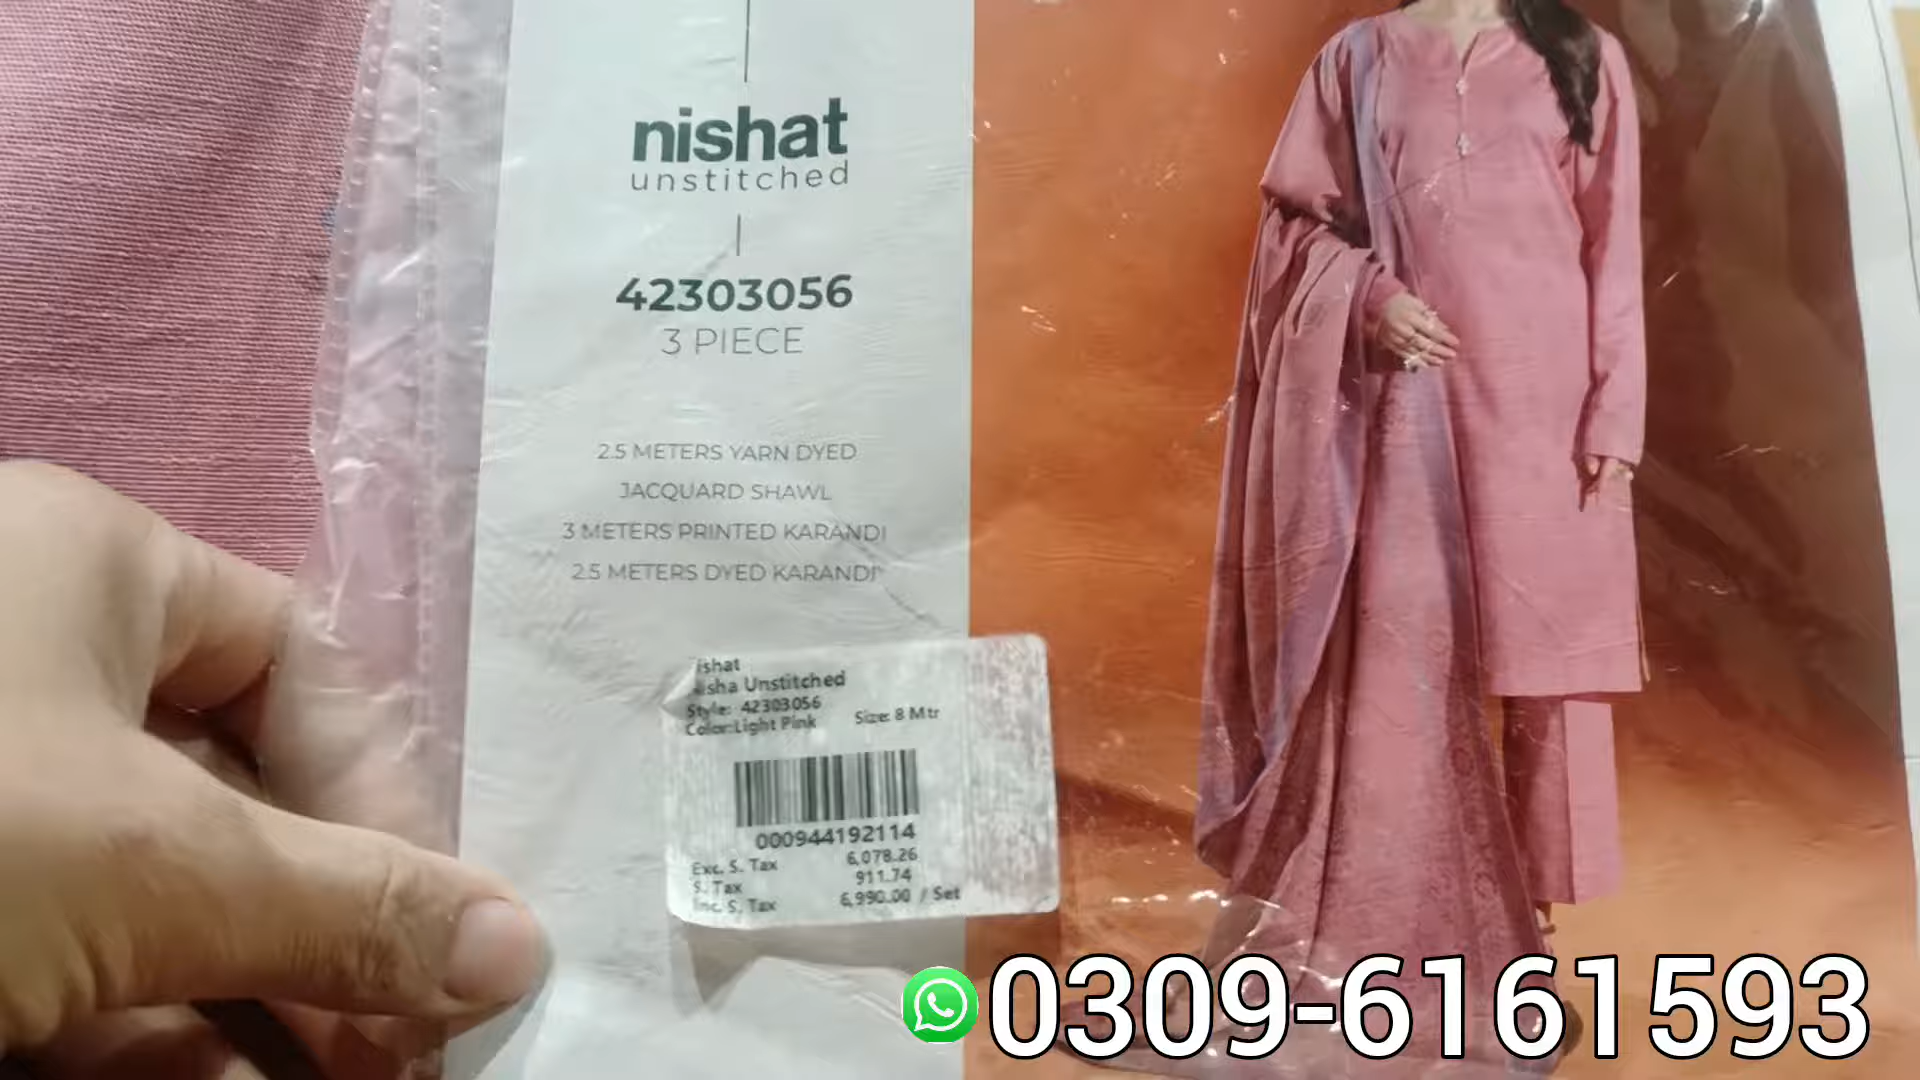 nishat
unstitched
42303056
3 PIECE
2.5 METERS YARN DYED
JACQUARD SHAWL
3 METERS PRINTED KARANDI
2.5 METERS DYED KARANDI
ishat
Nisha Unstitched
Style: 42303056
Color:Light Pink Size: 8 Mtr
000944192114
Exc. S. Tax 6,078.26
S. Tax 911.74
Inc. S. Tax 6,990.00 / Set
0309-6161593